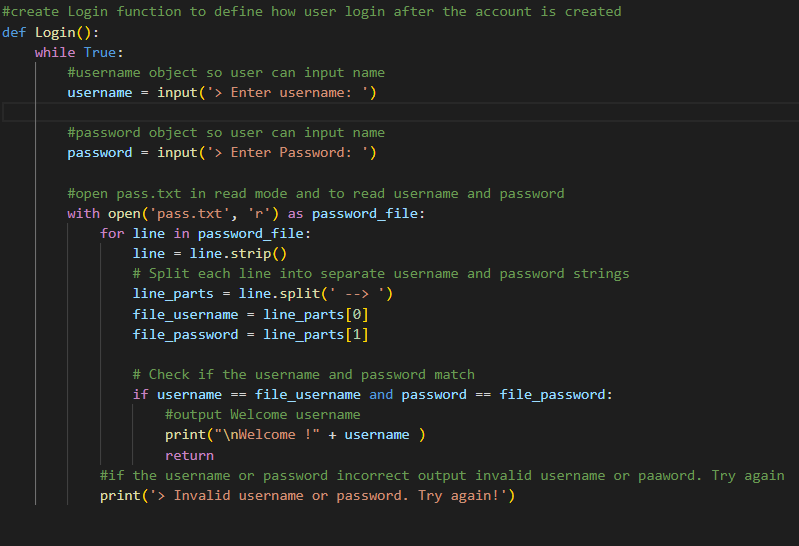 #create Login function to define how user login after the account is created
def Login():
    while True:
        #username object so user can input name
        username = input('> Enter username: ')

        #password object so user can input name
        password = input('> Enter Password: ')

        #open pass.txt in read mode and to read username and password
        with open('pass.txt', 'r') as password_file:
            for line in password_file:
                line = line.strip()
                # Split each line into separate username and password strings
                line_parts = line.split(' --> ')
                file_username = line_parts[0]
                file_password = line_parts[1]

                # Check if the username and password match
                if username == file_username and password == file_password:
                    #output Welcome username
                    print("\nWelcome !" + username )
                    return
            #if the username or password incorrect output invalid username or paaword. Try again
            print('> Invalid username or password. Try again!')